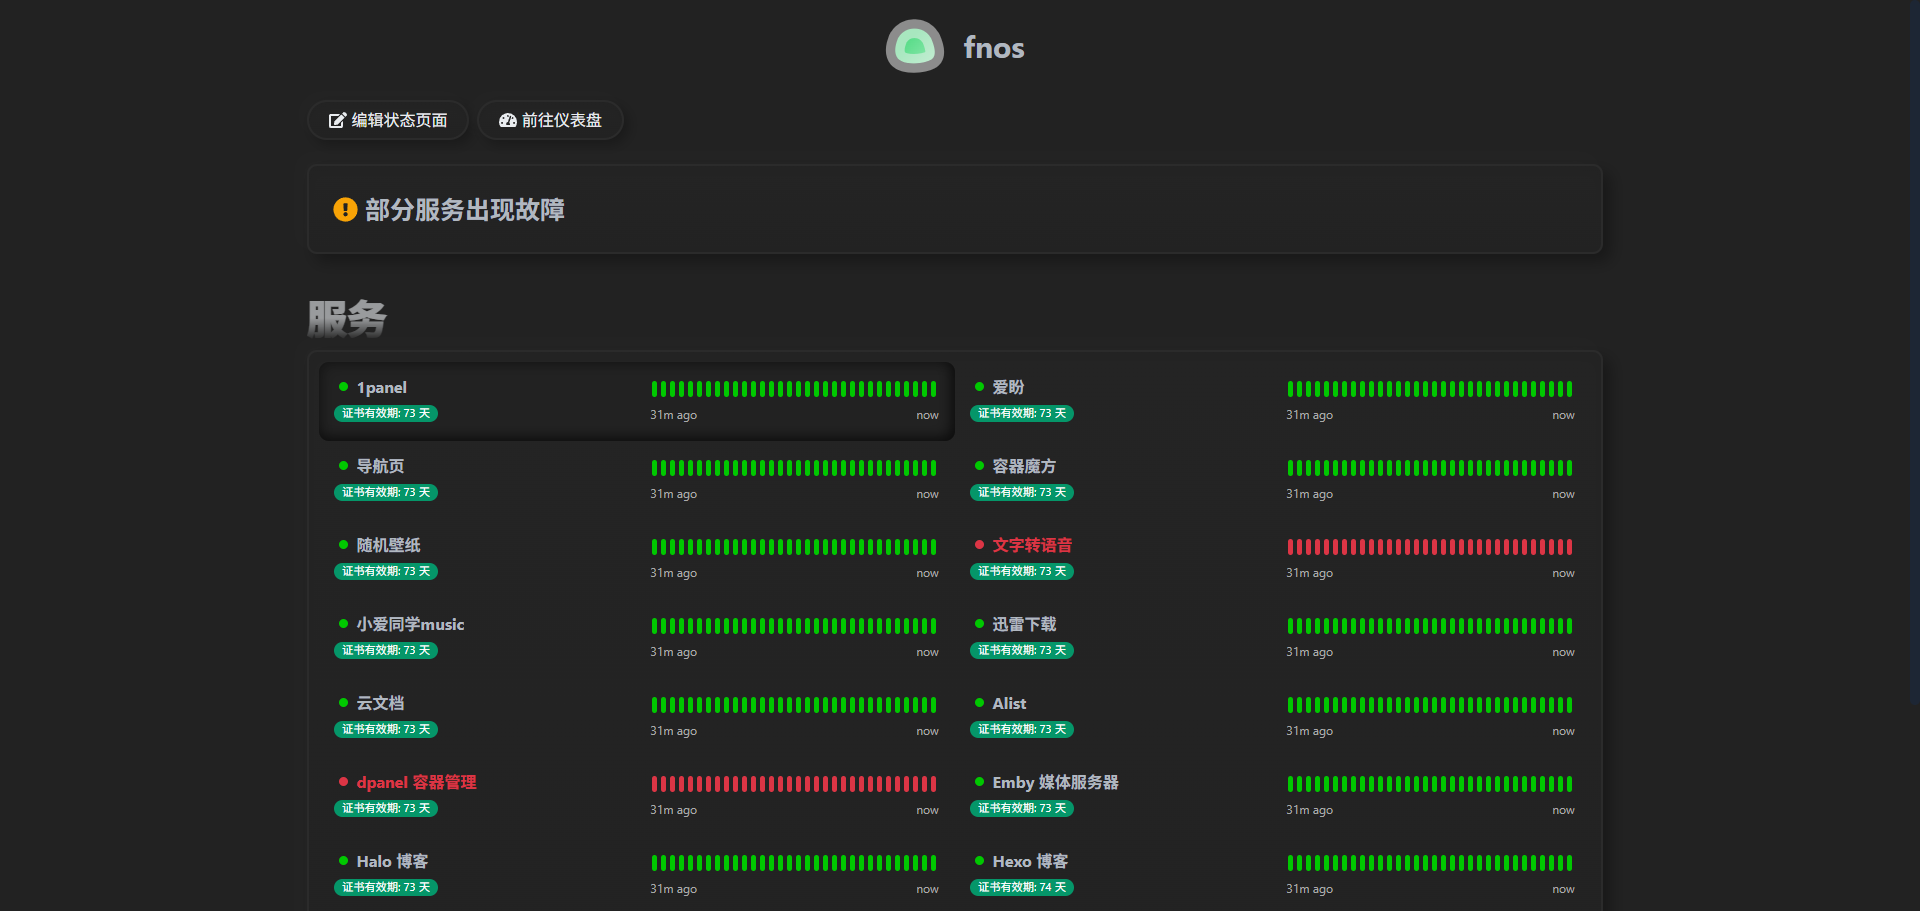 fnos
编辑状态页面 前往仪表盘
部分服务出现故障
服务
1panel
证书有效期: 73 天
31m ago now
爱盼
证书有效期: 73 天
31m ago now
导航页
证书有效期: 73 天
31m ago now
容器魔方
证书有效期: 73 天
31m ago now
随机壁纸
证书有效期: 73 天
31m ago now
文字转语音
证书有效期: 73 天
31m ago now
小爱同学music
证书有效期: 73 天
31m ago now
迅雷下载
证书有效期: 73 天
31m ago now
云文档
证书有效期: 73 天
31m ago now
Alist
证书有效期: 73 天
31m ago now
dpanel 容器管理
证书有效期: 73 天
31m ago now
Emby 媒体服务器
证书有效期: 73 天
31m ago now
Halo 博客
证书有效期: 73 天
31m ago now
Hexo 博客
证书有效期: 74 天
31m ago now